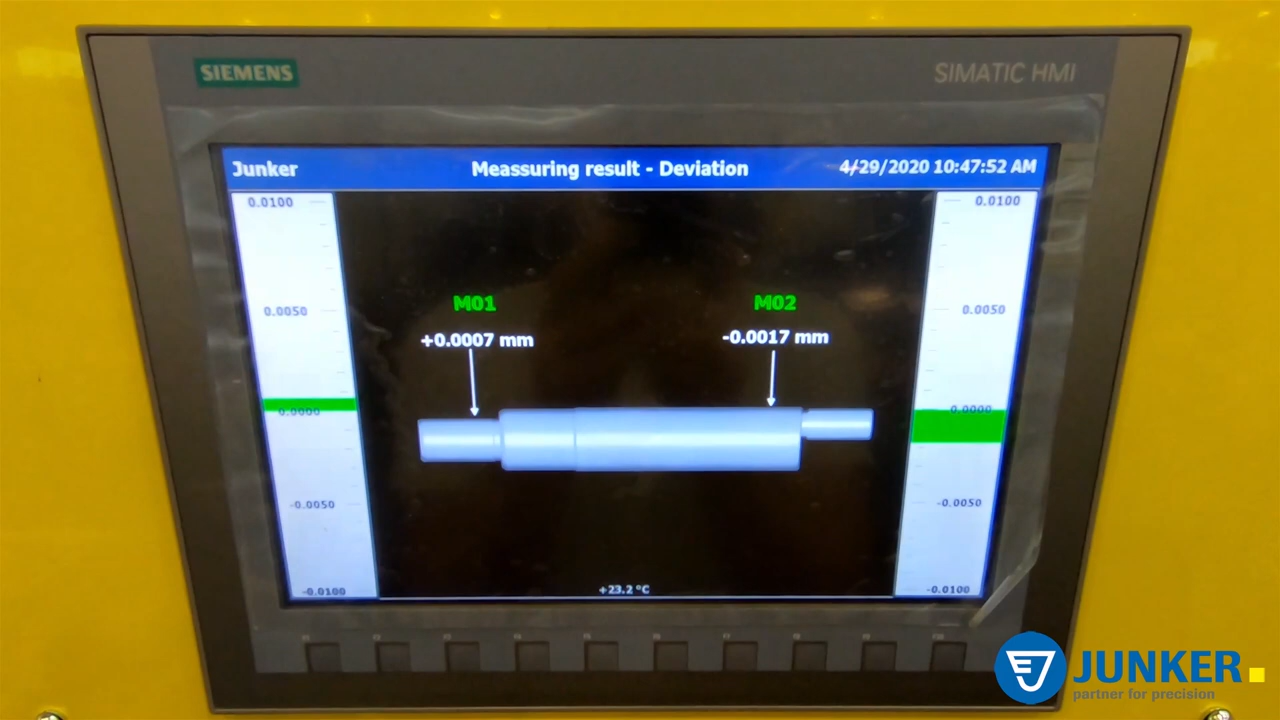 SIEMENS
SIMATIC HMI
Junker Meassuring result - Deviation 4/29/2020 10:47:52 AM
0.0100 0.0100
0.0050 0.0050
M01 M02
+0.0007 mm -0.0017 mm
0.0000 0.0000
-0.0050 -0.0050
-0.0100 +23.2 °C -0.0100
JUNKER
partner for precision